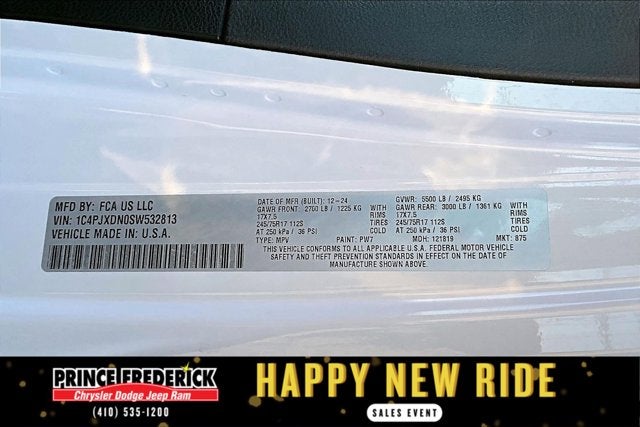 MFD BY: FCA US LLC
VIN: 1C4PJXDN0SW532813
VEHICLE MADE IN: U.S.A.
DATE OF MFR (BUILT): 12-24
GAWR FRONT: 2700 LB / 1225 KG
17X7.5 RIMS
245/75R17 112S TIRES
AT 250 kPa / 36 PSI COLD
TYPE: MPV PAINT: PW7
GVWR: 5500 LB / 2495 KG
GAWR REAR: 3000 LB / 1361 KG
17X7.5 RIMS
245/75R17 112S TIRES
AT 250 kPa / 36 PSI COLD
MDH: 121819 MKT: 875
THIS VEHICLE CONFORMS TO ALL APPLICABLE U.S.A. FEDERAL MOTOR VEHICLE
SAFETY AND THEFT PREVENTION STANDARDS IN EFFECT ON THE DATE OF
MANUFACTURE SHOWN ABOVE.
PRINCE FREDERICK
Chrysler Dodge Jeep Ram
(410) 535-1200
HAPPY NEW RIDE
SALES EVENT